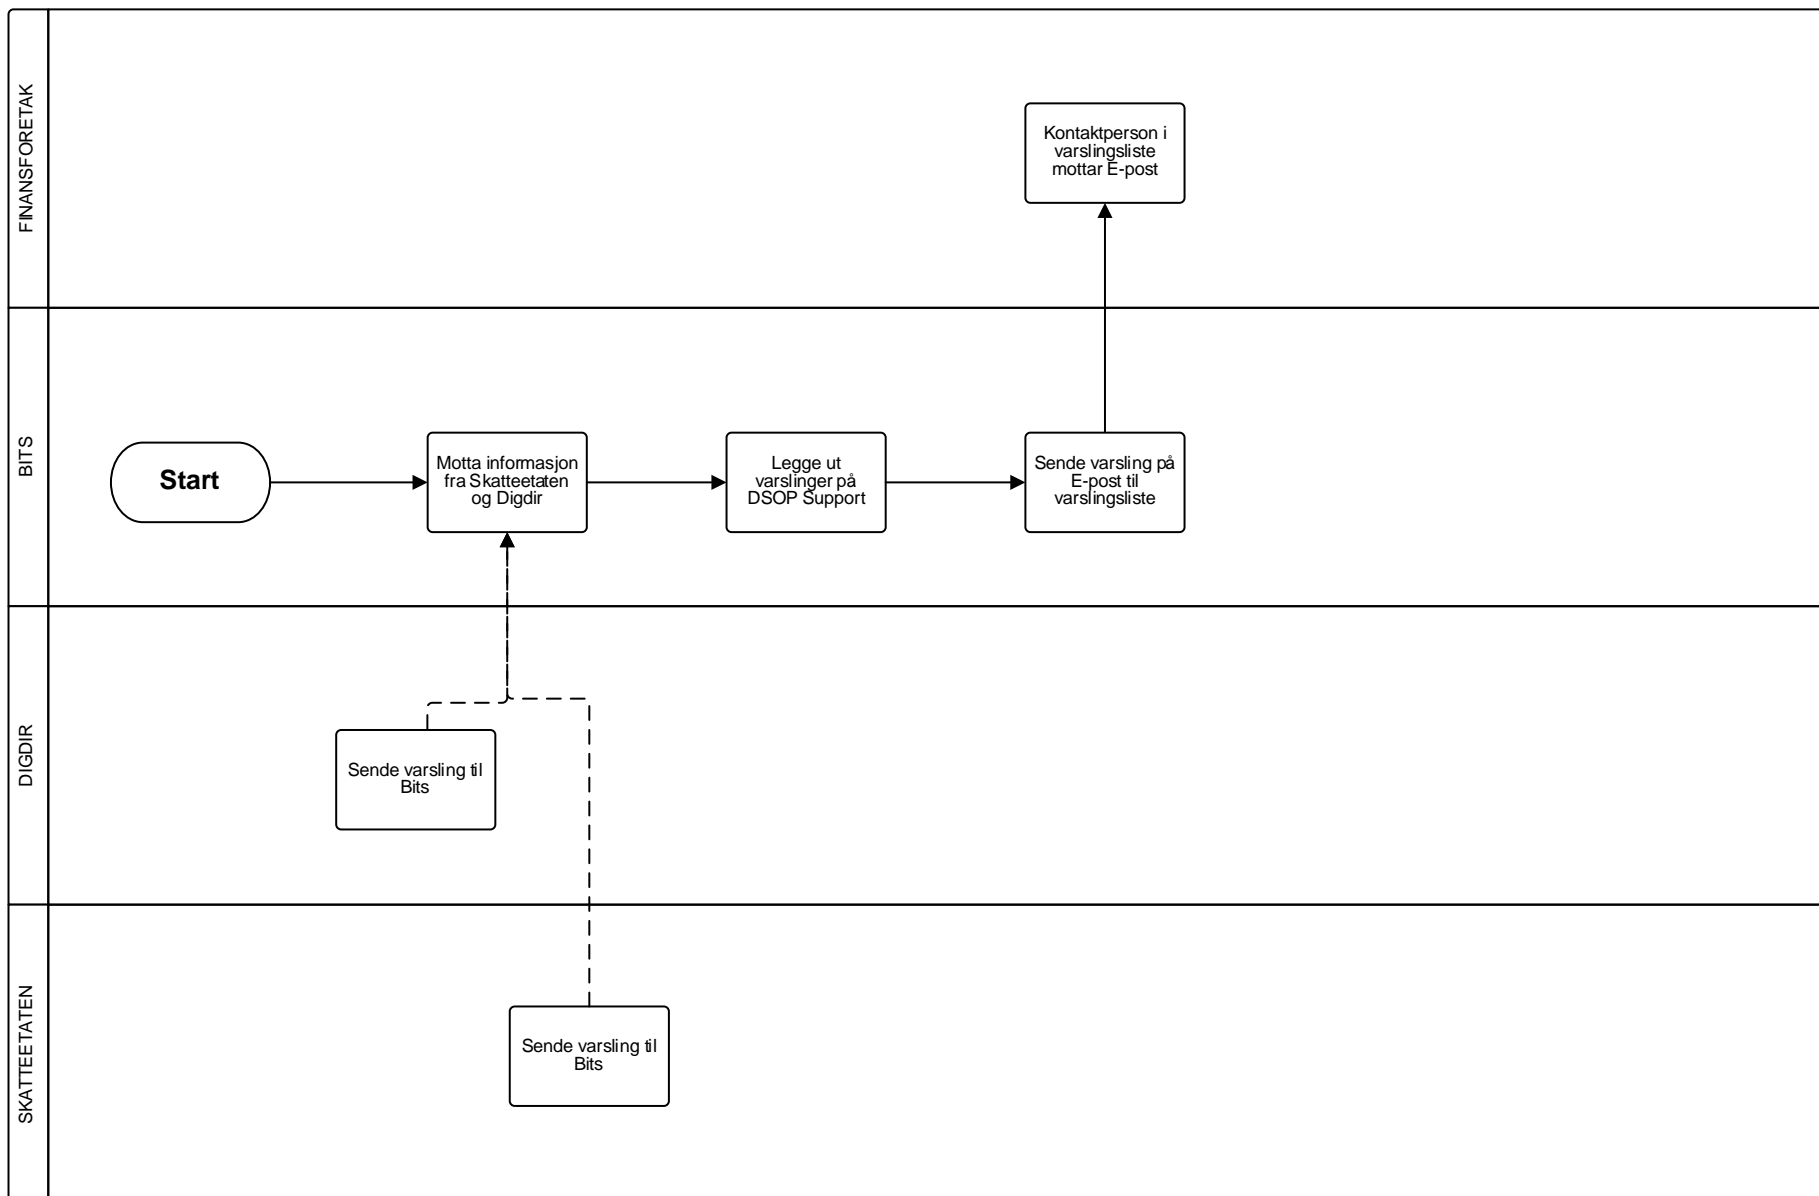 FINANSFORETAK
Kontaktperson i
varslingsliste
mottar E-post
BITS
Start
Motta informasjon
fra Skatteetaten
og Digdir
Legge ut
varslinger på
DSOP Support
Sende varsling på
E-post til
varslingsliste
DIGDIR
Sende varsling til
Bits
SKATTEETATEN
Sende varsling til
Bits